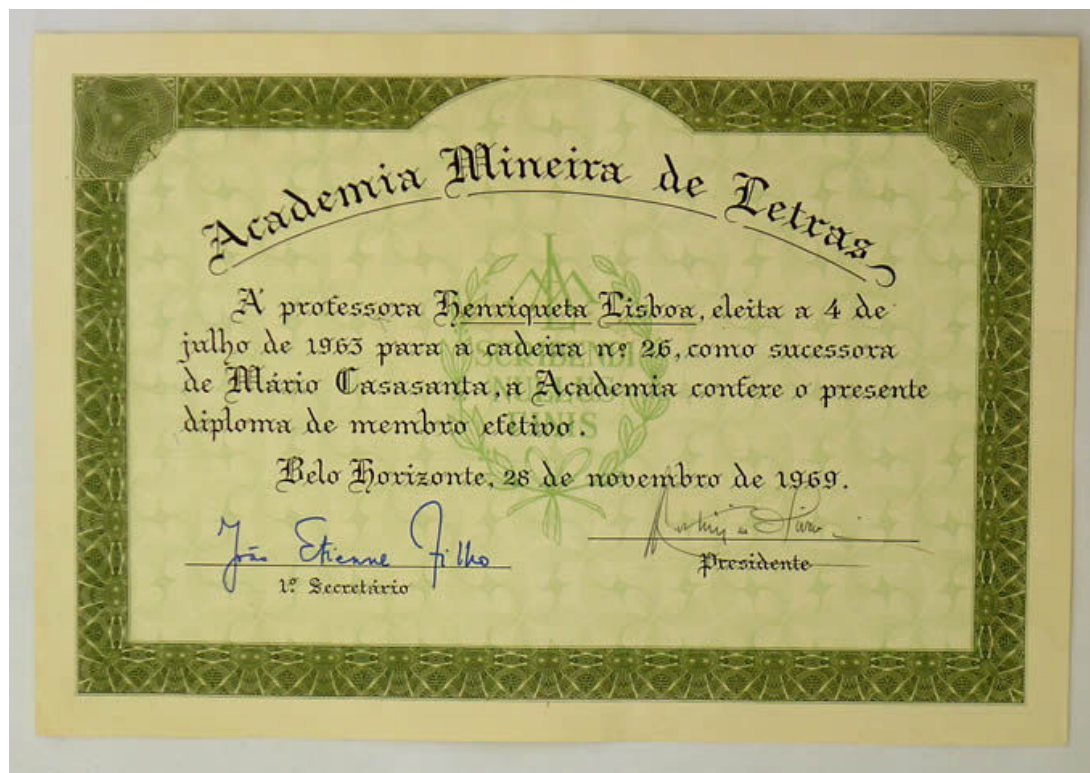 Academia Mineira de Letras
À professora Henriqueta Lisboa, eleita a 4 de
julho de 1963 para a cadeira nº 26, como sucessora
de Mário Casasanta, a Academia confere o presente
diploma de membro efetivo.
Belo Horizonte, 28 de novembro de 1969.
João Etienne Filho
1º Secretário
Presidente
SCRIBENDI